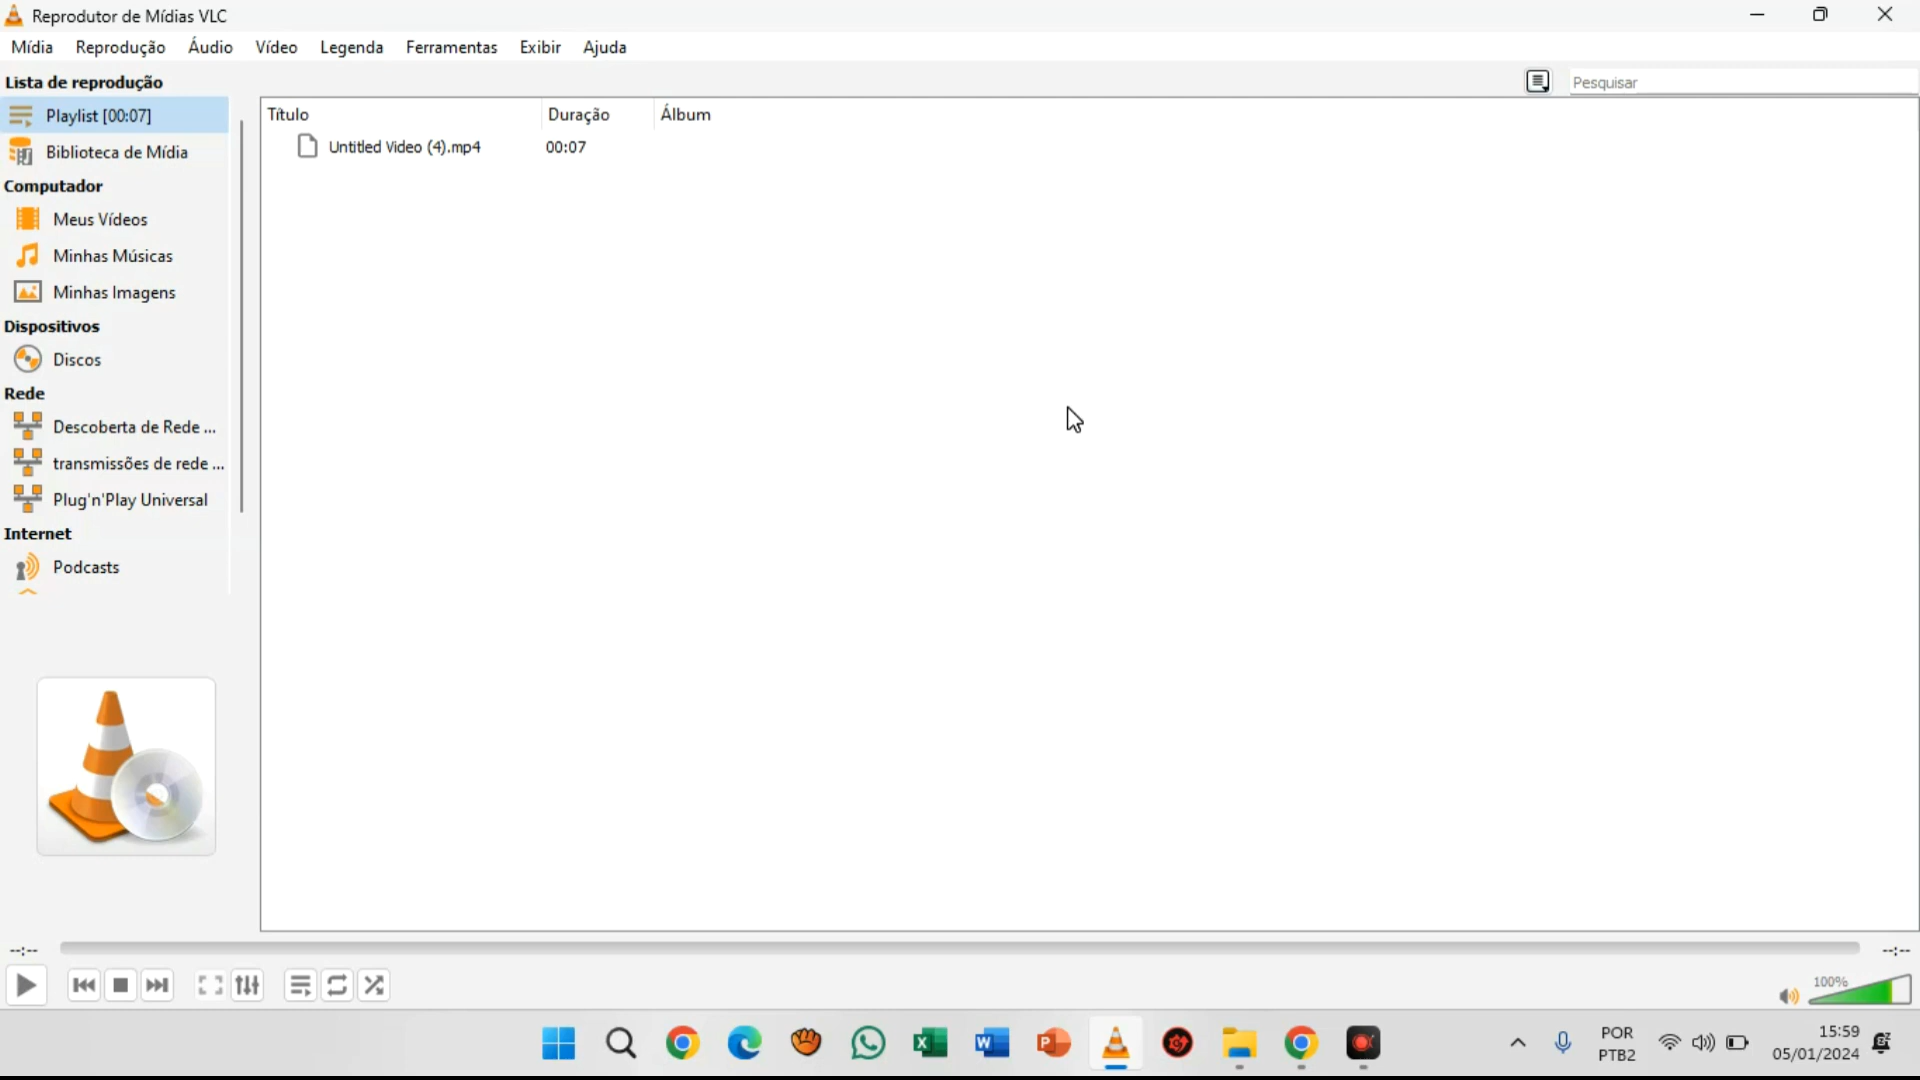 Reprodutor de Mídias VLC
Mídia Reprodução Áudio Vídeo Legenda Ferramentas Exibir Ajuda
Lista de reprodução
Pesquisar
Playlist [00:07]
Biblioteca de Mídia
Computador
Meus Vídeos
Minhas Músicas
Minhas Imagens
Dispositivos
Discos
Rede
Descoberta de Rede ...
transmissões de rede ...
Plug'n'Play Universal
Internet
Podcasts
Título Duração Álbum
Untitled Video (4).mp4 00:07
--:-- --:--
100%
POR
PTB2
15:59
05/01/2024